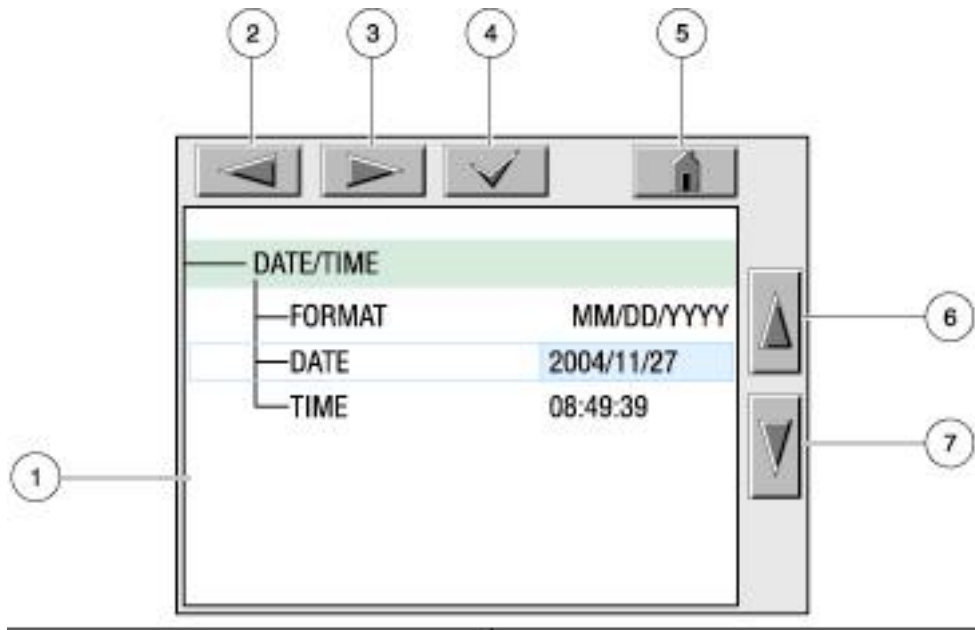 2 3 4 5
DATE/TIME
FORMAT MM/DD/YYYY
6
DATE 2004/11/27
TIME 08:49:39
7
1